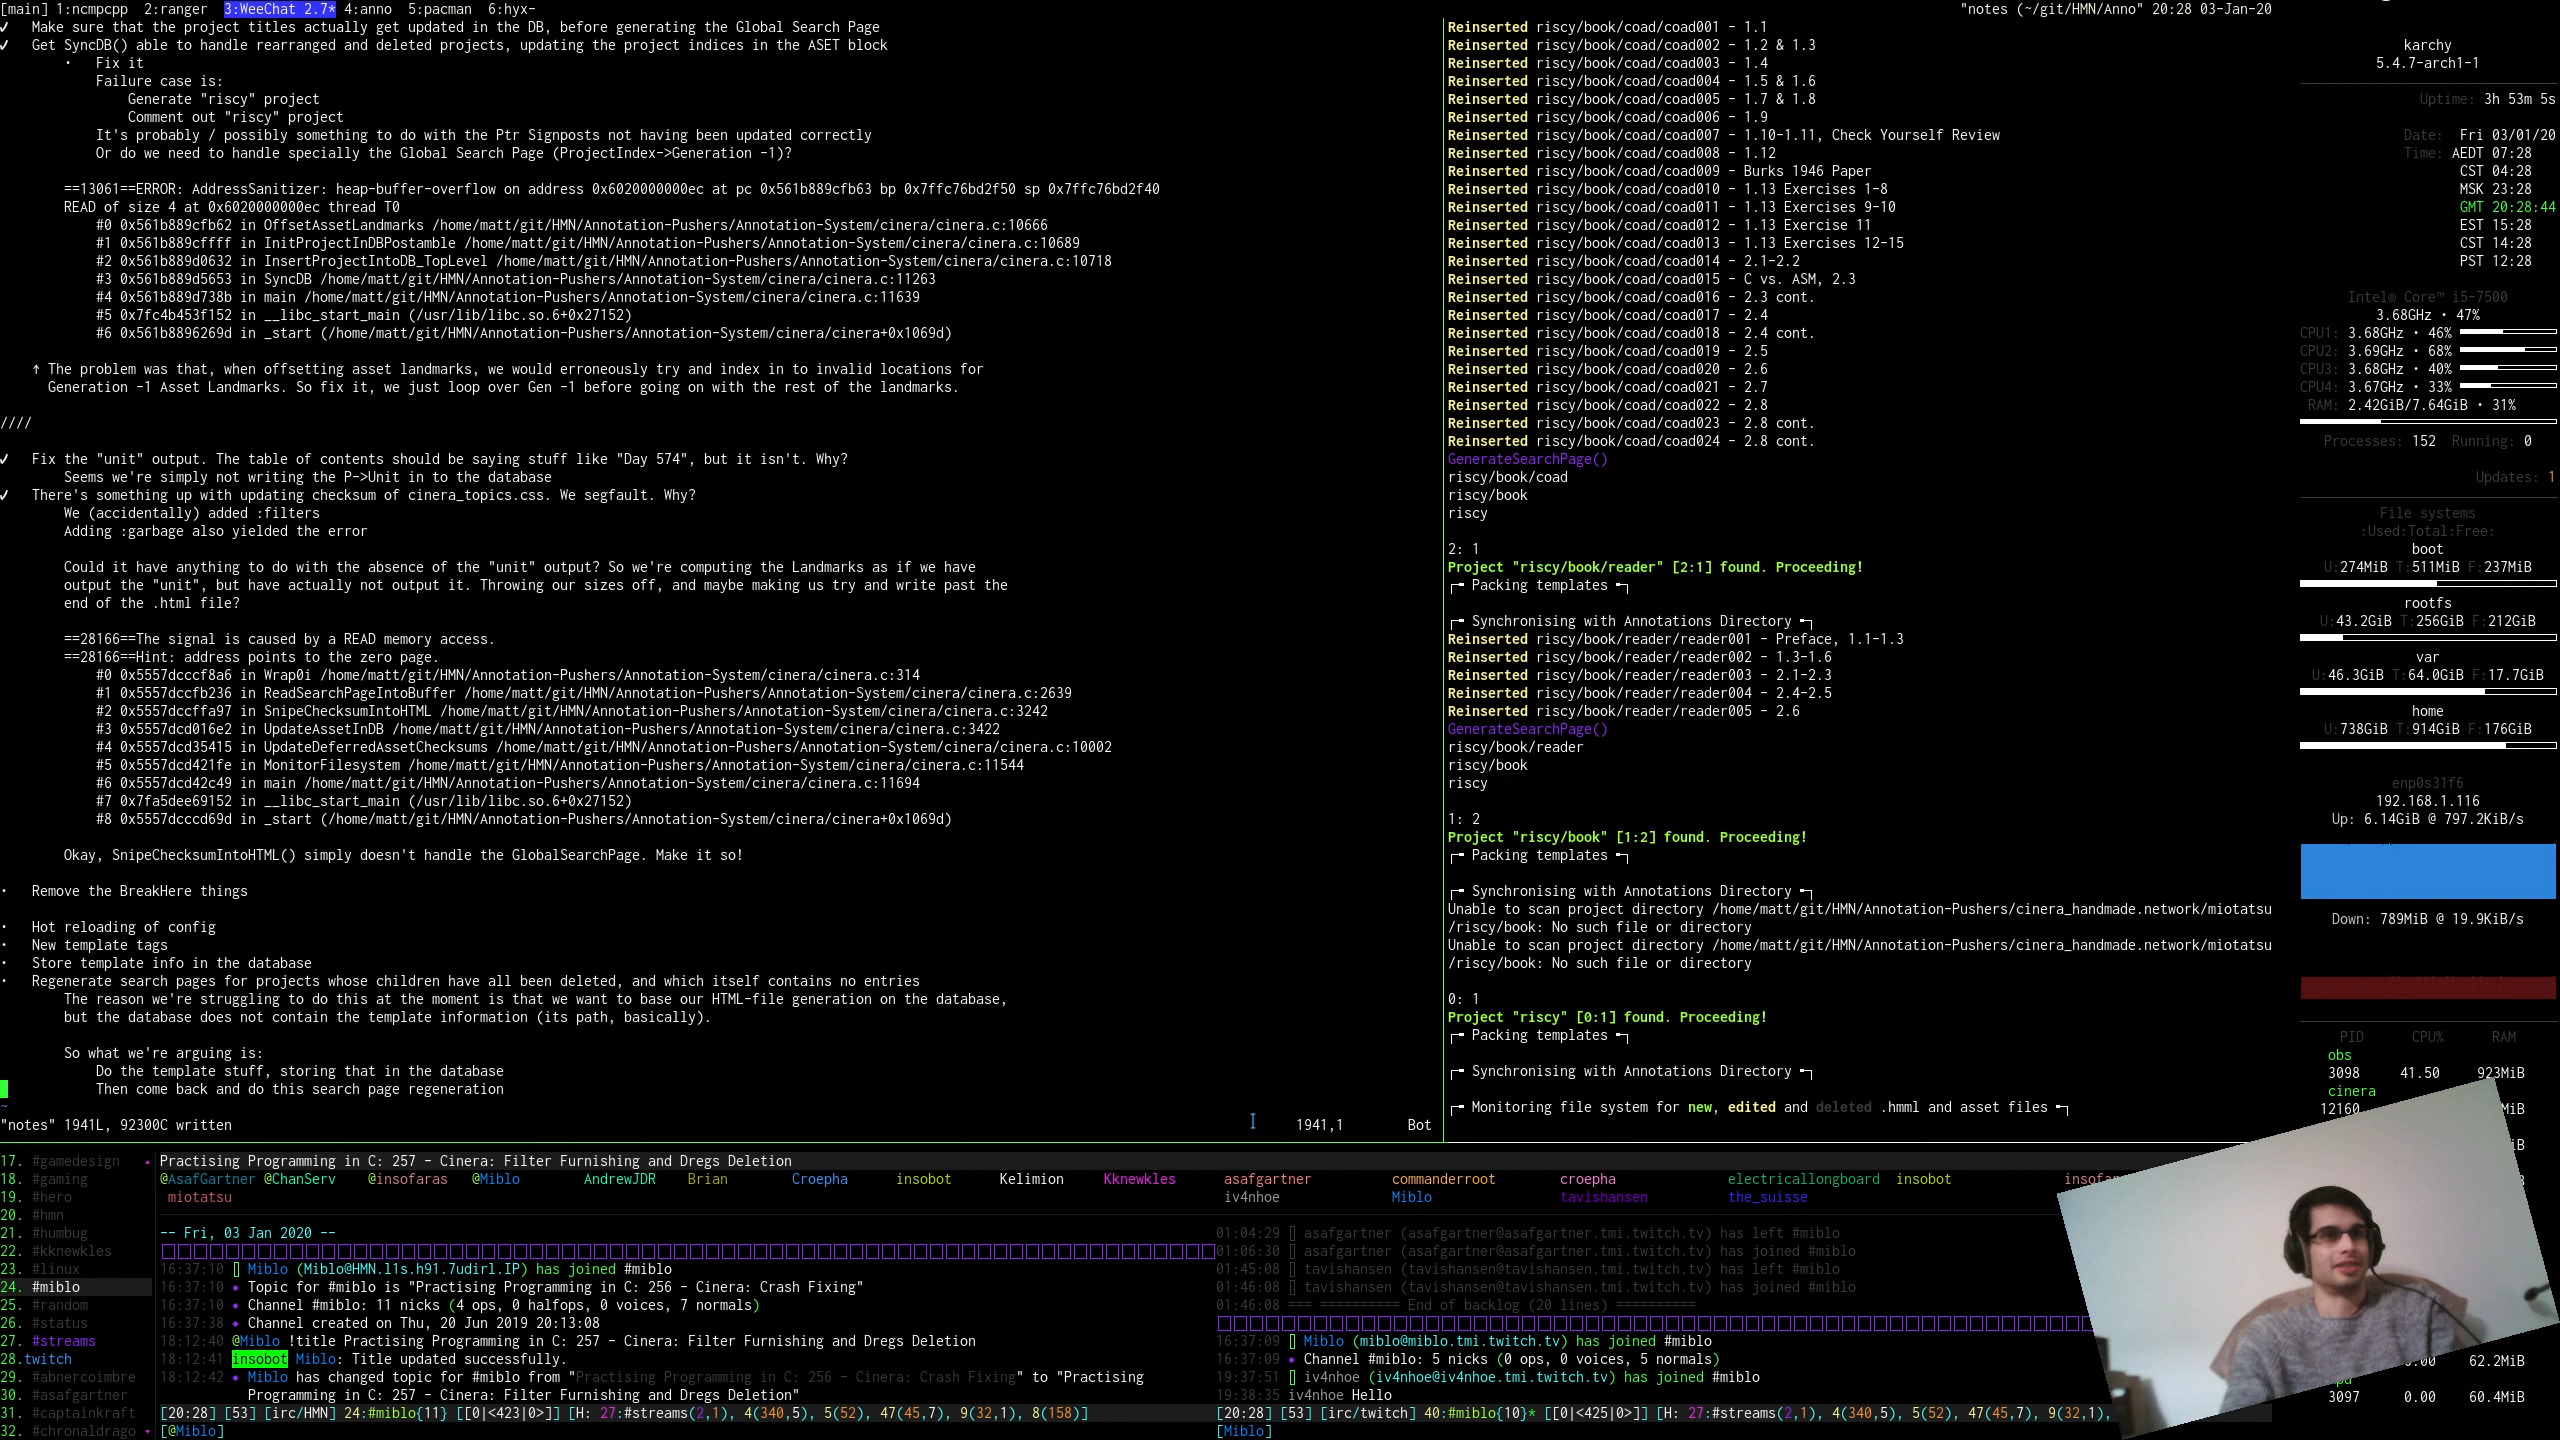 [main] 1:ncmpcpp  2:ranger  3:WeeChat 2.7* 4:anno  5:pacman  6:hyx-
"notes (~/git/HMN/Anno" 20:28 03-Jan-20
✔ Make sure that the project titles actually get updated in the DB, before generating the Global Search Page
✔ Get SyncDB() able to handle rearranged and deleted projects, updating the project indices in the ASET block
· Fix it
Failure case is:
Generate "riscy" project
Comment out "riscy" project
It's probably / possibly something to do with the Ptr Signposts not having been updated correctly
Or do we need to handle specially the Global Search Page (ProjectIndex->Generation -1)?
==13061==ERROR: AddressSanitizer: heap-buffer-overflow on address 0x6020000000ec at pc 0x561b889cfb63 bp 0x7ffc76bd2f50 sp 0x7ffc76bd2f40
READ of size 4 at 0x6020000000ec thread T0
#0 0x561b889cfb62 in OffsetAssetLandmarks /home/matt/git/HMN/Annotation-Pushers/Annotation-System/cinera/cinera.c:10666
#1 0x561b889cffff in InitProjectInDBPostamble /home/matt/git/HMN/Annotation-Pushers/Annotation-System/cinera/cinera.c:10689
#2 0x561b889d0632 in InsertProjectIntoDB_TopLevel /home/matt/git/HMN/Annotation-Pushers/Annotation-System/cinera/cinera.c:10718
#3 0x561b889d5653 in SyncDB /home/matt/git/HMN/Annotation-Pushers/Annotation-System/cinera/cinera.c:11263
#4 0x561b889d738b in main /home/matt/git/HMN/Annotation-Pushers/Annotation-System/cinera/cinera.c:11639
#5 0x7fc4b453f152 in __libc_start_main (/usr/lib/libc.so.6+0x27152)
#6 0x561b8896269d in _start (/home/matt/git/HMN/Annotation-Pushers/Annotation-System/cinera/cinera+0x1069d)
↑ The problem was that, when offsetting asset landmarks, we would erroneously try and index in to invalid locations for
Generation -1 Asset Landmarks. So fix it, we just loop over Gen -1 before going on with the rest of the landmarks.
////
✔ Fix the "unit" output. The table of contents should be saying stuff like "Day 574", but it isn't. Why?
Seems we're simply not writing the P->Unit in to the database
✔ There's something up with updating checksum of cinera_topics.css. We segfault. Why?
We (accidentally) added :filters
Adding :garbage also yielded the error
Could it have anything to do with the absence of the "unit" output? So we're computing the Landmarks as if we have
output the "unit", but have actually not output it. Throwing our sizes off, and maybe making us try and write past the
end of the .html file?
==28166==The signal is caused by a READ memory access.
==28166==Hint: address points to the zero page.
#0 0x5557dcccf8a6 in Wrap0i /home/matt/git/HMN/Annotation-Pushers/Annotation-System/cinera/cinera.c:314
#1 0x5557dccfb236 in ReadSearchPageIntoBuffer /home/matt/git/HMN/Annotation-Pushers/Annotation-System/cinera/cinera.c:2639
#2 0x5557dccffa97 in SnipeChecksumIntoHTML /home/matt/git/HMN/Annotation-Pushers/Annotation-System/cinera/cinera.c:3242
#3 0x5557dcd016e2 in UpdateAssetInDB /home/matt/git/HMN/Annotation-Pushers/Annotation-System/cinera/cinera.c:3422
#4 0x5557dcd35415 in UpdateDeferredAssetChecksums /home/matt/git/HMN/Annotation-Pushers/Annotation-System/cinera/cinera.c:10002
#5 0x5557dcd421fe in MonitorFilesystem /home/matt/git/HMN/Annotation-Pushers/Annotation-System/cinera/cinera.c:11544
#6 0x5557dcd42c49 in main /home/matt/git/HMN/Annotation-Pushers/Annotation-System/cinera/cinera.c:11694
#7 0x7fa5dee69152 in __libc_start_main (/usr/lib/libc.so.6+0x27152)
#8 0x5557dcccd69d in _start (/home/matt/git/HMN/Annotation-Pushers/Annotation-System/cinera/cinera+0x1069d)
Okay, SnipeChecksumIntoHTML() simply doesn't handle the GlobalSearchPage. Make it so!
· Remove the BreakHere things
· Hot reloading of config
· New template tags
· Store template info in the database
· Regenerate search pages for projects whose children have all been deleted, and which itself contains no entries
The reason we're struggling to do this at the moment is that we want to base our HTML-file generation on the database,
but the database does not contain the template information (its path, basically).
So what we're arguing is:
Do the template stuff, storing that in the database
Then come back and do this search page regeneration
~
"notes" 1941L, 92300C written 1941,1 Bot
Reinserted riscy/book/coad/coad001 - 1.1
Reinserted riscy/book/coad/coad002 - 1.2 & 1.3
Reinserted riscy/book/coad/coad003 - 1.4
Reinserted riscy/book/coad/coad004 - 1.5 & 1.6
Reinserted riscy/book/coad/coad005 - 1.7 & 1.8
Reinserted riscy/book/coad/coad006 - 1.9
Reinserted riscy/book/coad/coad007 - 1.10-1.11, Check Yourself Review
Reinserted riscy/book/coad/coad008 - 1.12
Reinserted riscy/book/coad/coad009 - Burks 1946 Paper
Reinserted riscy/book/coad/coad010 - 1.13 Exercises 1-8
Reinserted riscy/book/coad/coad011 - 1.13 Exercises 9-10
Reinserted riscy/book/coad/coad012 - 1.13 Exercise 11
Reinserted riscy/book/coad/coad013 - 1.13 Exercises 12-15
Reinserted riscy/book/coad/coad014 - 2.1-2.2
Reinserted riscy/book/coad/coad015 - C vs. ASM, 2.3
Reinserted riscy/book/coad/coad016 - 2.3 cont.
Reinserted riscy/book/coad/coad017 - 2.4
Reinserted riscy/book/coad/coad018 - 2.4 cont.
Reinserted riscy/book/coad/coad019 - 2.5
Reinserted riscy/book/coad/coad020 - 2.6
Reinserted riscy/book/coad/coad021 - 2.7
Reinserted riscy/book/coad/coad022 - 2.8
Reinserted riscy/book/coad/coad023 - 2.8 cont.
Reinserted riscy/book/coad/coad024 - 2.8 cont.
GenerateSearchPage()
riscy/book/coad
riscy/book
riscy
2: 1
Project "riscy/book/reader" [2:1] found. Proceeding!
Packing templates
Synchronising with Annotations Directory
Reinserted riscy/book/reader/reader001 - Preface, 1.1-1.3
Reinserted riscy/book/reader/reader002 - 1.3-1.6
Reinserted riscy/book/reader/reader003 - 2.1-2.3
Reinserted riscy/book/reader/reader004 - 2.4-2.5
Reinserted riscy/book/reader/reader005 - 2.6
GenerateSearchPage()
riscy/book/reader
riscy/book
riscy
1: 2
Project "riscy/book" [1:2] found. Proceeding!
Packing templates
Synchronising with Annotations Directory
Unable to scan project directory /home/matt/git/HMN/Annotation-Pushers/cinera_handmade.network/miotatsu
/riscy/book: No such file or directory
Unable to scan project directory /home/matt/git/HMN/Annotation-Pushers/cinera_handmade.network/miotatsu
/riscy/book: No such file or directory
0: 1
Project "riscy" [0:1] found. Proceeding!
Packing templates
Synchronising with Annotations Directory
Monitoring file system for new, edited and deleted .hmml and asset files
karchy
5.4.7-arch1-1
Uptime: 3h 53m 5s
Date: Fri 03/01/20
Time: AEDT 07:28
CST 04:28
MSK 23:28
GMT 20:28:44
EST 15:28
CST 14:28
PST 12:28
Intel® Core™ i5-7500
3.68GHz · 47%
CPU1: 3.68GHz · 46%
CPU2: 3.69GHz · 68%
CPU3: 3.68GHz · 40%
CPU4: 3.67GHz · 33%
RAM: 2.42GiB/7.64GiB · 31%
Processes: 152  Running: 0
Updates: 1
File systems
:Used:Total:Free:
boot
U:274MiB T:511MiB F:237MiB
rootfs
U:43.2GiB T:256GiB F:212GiB
var
U:46.3GiB T:64.0GiB F:17.7GiB
home
U:738GiB T:914GiB F:176GiB
enp0s31f6
192.168.1.116
Up: 6.14GiB @ 797.2KiB/s
Down: 789MiB @ 19.9KiB/s
PID CPU% RAM
obs
3098 41.50 923MiB
cinera
12160
62.2MiB
3097 0.00 60.4MiB
17. #gamedesign
18. #gaming
19. #hero
20. #hmn
21. #humbug
22. #kknewkles
23. #linux
24. #miblo
25. #random
26. #status
27. #streams
28.twitch
29. #abnercoimbre
30. #asafgartner
31. #captainkraft
32. #chronaldrago
Practising Programming in C: 257 - Cinera: Filter Furnishing and Dregs Deletion
@AsafGartner @ChanServ @insofaras @Miblo AndrewJDR Brian Croepha insobot Kelimion Kknewkles
miotatsu
-- Fri, 03 Jan 2020 --
16:37:10 Miblo (Miblo@HMN.l1s.h91.7udirl.IP) has joined #miblo
16:37:10 Topic for #miblo is "Practising Programming in C: 256 - Cinera: Crash Fixing"
16:37:10 Channel #miblo: 11 nicks (4 ops, 0 halfops, 0 voices, 7 normals)
16:37:38 Channel created on Thu, 20 Jun 2019 20:13:08
18:12:40 @Miblo !title Practising Programming in C: 257 - Cinera: Filter Furnishing and Dregs Deletion
18:12:41 insobot Miblo: Title updated successfully.
18:12:42 Miblo has changed topic for #miblo from "Practising Programming in C: 256 - Cinera: Crash Fixing" to "Practising
Programming in C: 257 - Cinera: Filter Furnishing and Dregs Deletion"
[20:28] [53] [irc/HMN] 24:#miblo{11} [[0|<423|0>]] [H: 27:#streams(2,1), 4(340,5), 5(52), 47(45,7), 9(32,1), 8(158)]
[@Miblo]
asafgartner commanderroot croepha electricallongboard insobot
iv4nhoe Miblo tavishansen the_suisse
01:04:29 asafgartner (asafgartner@asafgartner.tmi.twitch.tv) has left #miblo
01:06:30 asafgartner (asafgartner@asafgartner.tmi.twitch.tv) has joined #miblo
01:45:08 tavishansen (tavishansen@tavishansen.tmi.twitch.tv) has left #miblo
01:46:08 tavishansen (tavishansen@tavishansen.tmi.twitch.tv) has joined #miblo
01:46:08 === ========== End of backlog (20 lines) ==========
16:37:09 Miblo (miblo@miblo.tmi.twitch.tv) has joined #miblo
16:37:09 Channel #miblo: 5 nicks (0 ops, 0 voices, 5 normals)
19:37:51 iv4nhoe (iv4nhoe@iv4nhoe.tmi.twitch.tv) has joined #miblo
19:38:35 iv4nhoe Hello
[20:28] [53] [irc/twitch] 40:#miblo{10}* [[0|<425|0>]] [H: 27:#streams(2,1), 4(340,5), 5(52), 47(45,7), 9(32,1),
[Miblo]